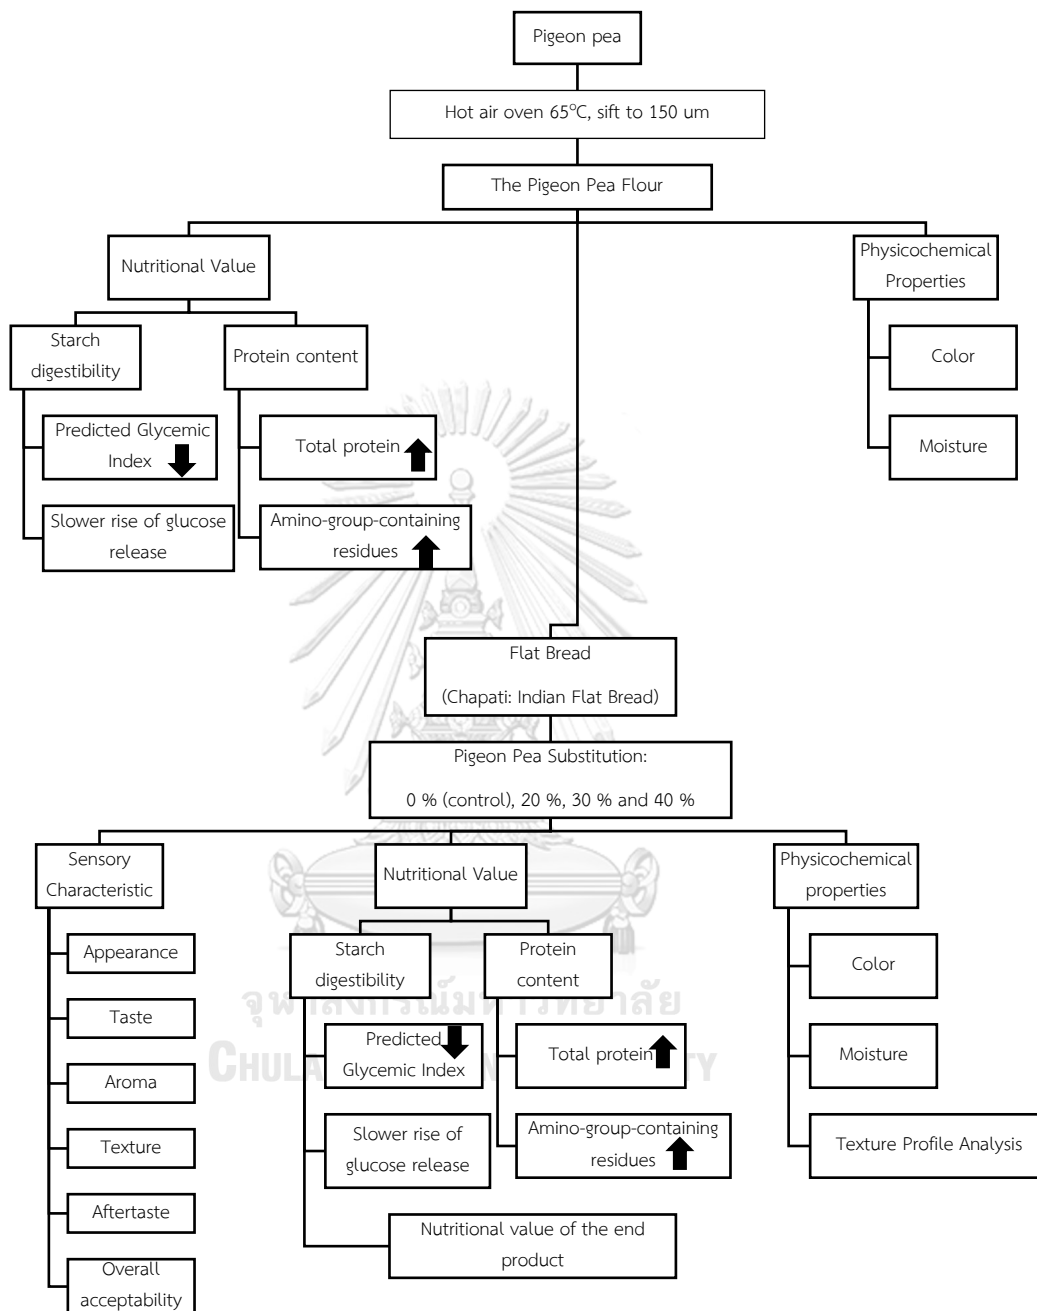 Pigeon pea
Hot air oven 65°C, sift to 150 um
The Pigeon Pea Flour
Nutritional Value
Physicochemical
Properties
Starch
digestibility
Protein content
Color
Predicted Glycemic
Index
Total protein
Moisture
Slower rise of glucose
release
Amino-group-containing
residues
Flat Bread
(Chapati: Indian Flat Bread)
Pigeon Pea Substitution:
0 % (control), 20 %, 30 % and 40 %
Sensory
Characteristic
Nutritional Value
Physicochemical
properties
Appearance
Taste
Aroma
Texture
Aftertaste
Overall
acceptability
Starch
digestibility
Protein
content
Predicted
Glycemic Index
Total protein
Slower rise of
glucose release
Amino-group-containing
residues
Nutritional value of the end
product
Color
Moisture
Texture Profile Analysis